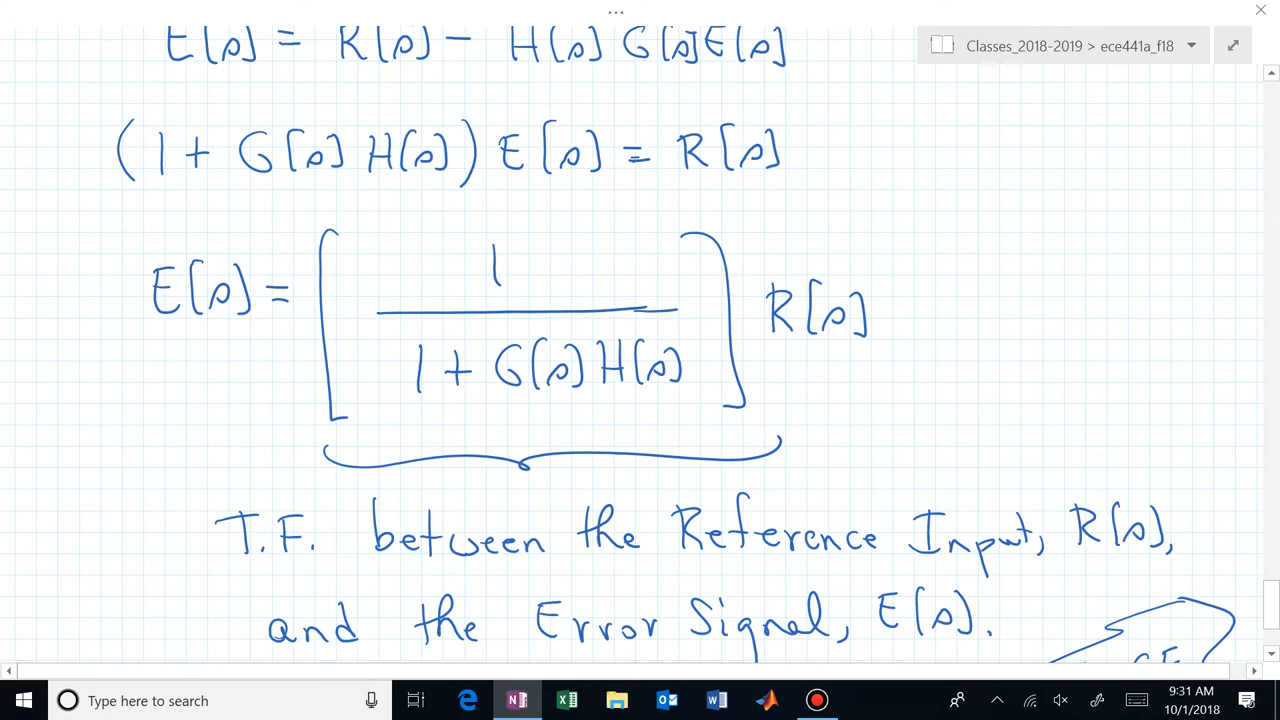 ...
Classes_2018-2019 > ece441a_f18
E[s] = R[s] - H[s] G[s]E[s]
(1 + G[s] H[s]) E[s] = R[s]
E[s] = [ 1 / 1 + G[s] H[s] ] R[s]
T.F. between the Reference Input, R[s],
and the Error Signal, E[s].
Type here to search
9:31 AM
10/1/2018